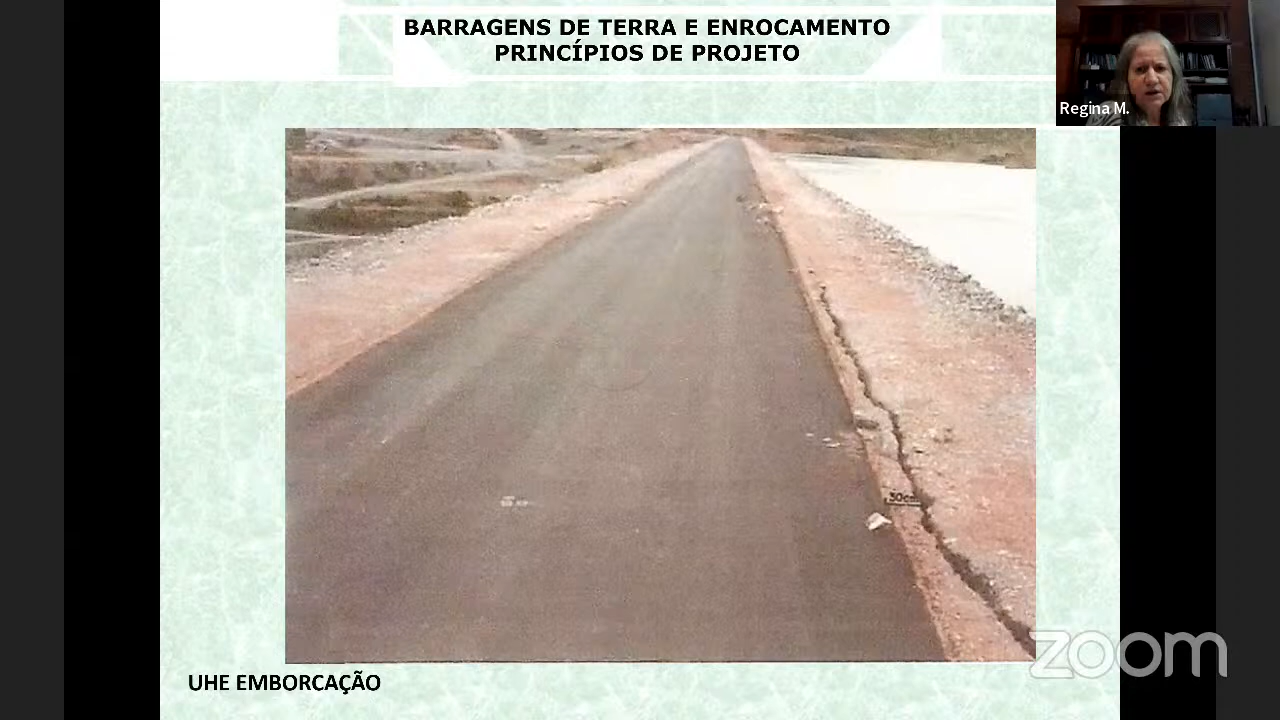 BARRAGENS DE TERRA E ENROCAMENTO
PRINCÍPIOS DE PROJETO
Regina M.
30cm
UHE EMBORCAÇÃO
zoom